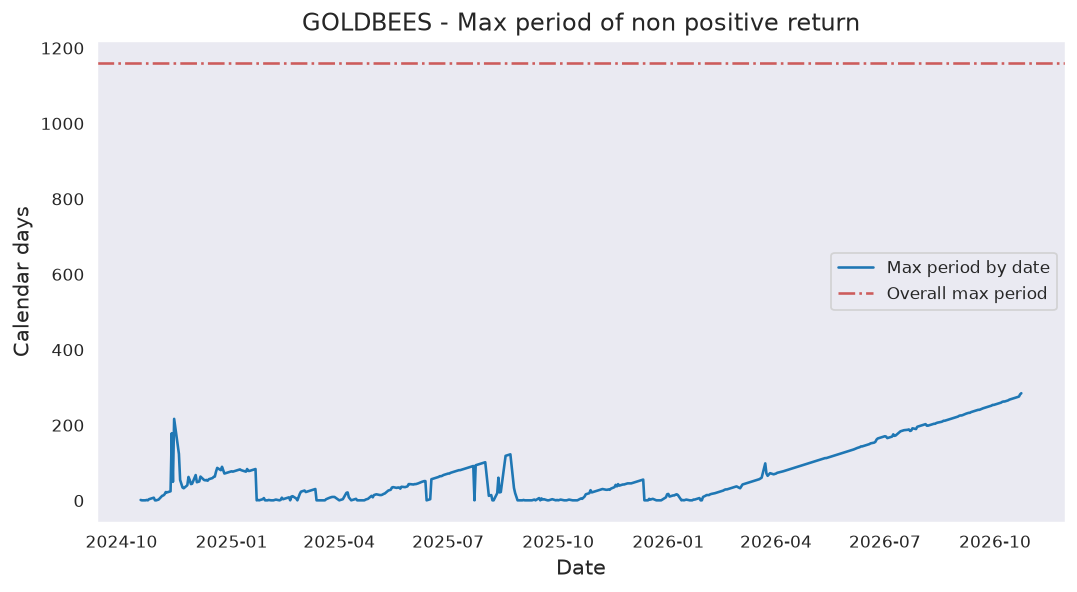 GOLDBEES - Max period of non positive return
1200
1000
800
600
400
200
0
Calendar days
Max period by date
Overall max period
2024-10 2025-01 2025-04 2025-07 2025-10 2026-01 2026-04 2026-07 2026-10
Date